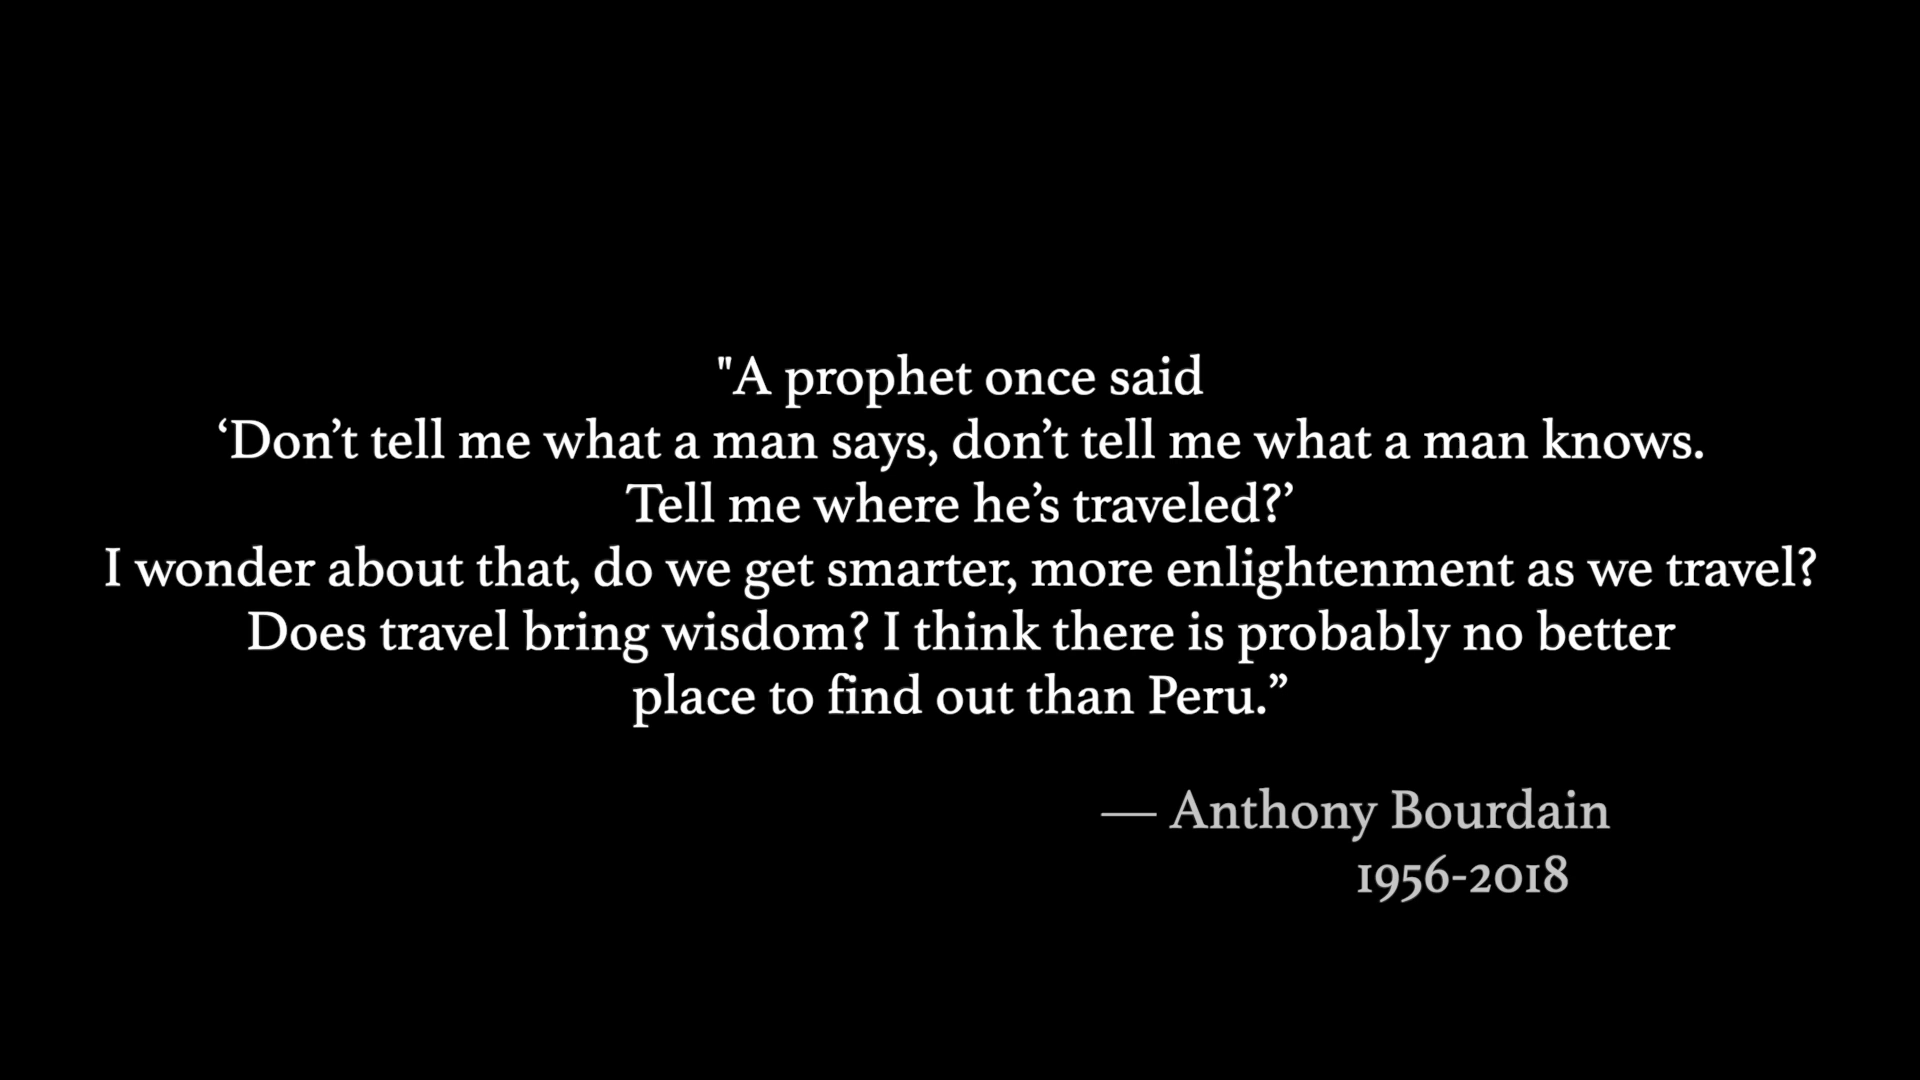 "A prophet once said
‘Don’t tell me what a man says, don’t tell me what a man knows.
Tell me where he’s traveled?’
I wonder about that, do we get smarter, more enlightenment as we travel?
Does travel bring wisdom? I think there is probably no better
place to find out than Peru.”
— Anthony Bourdain
1956-2018